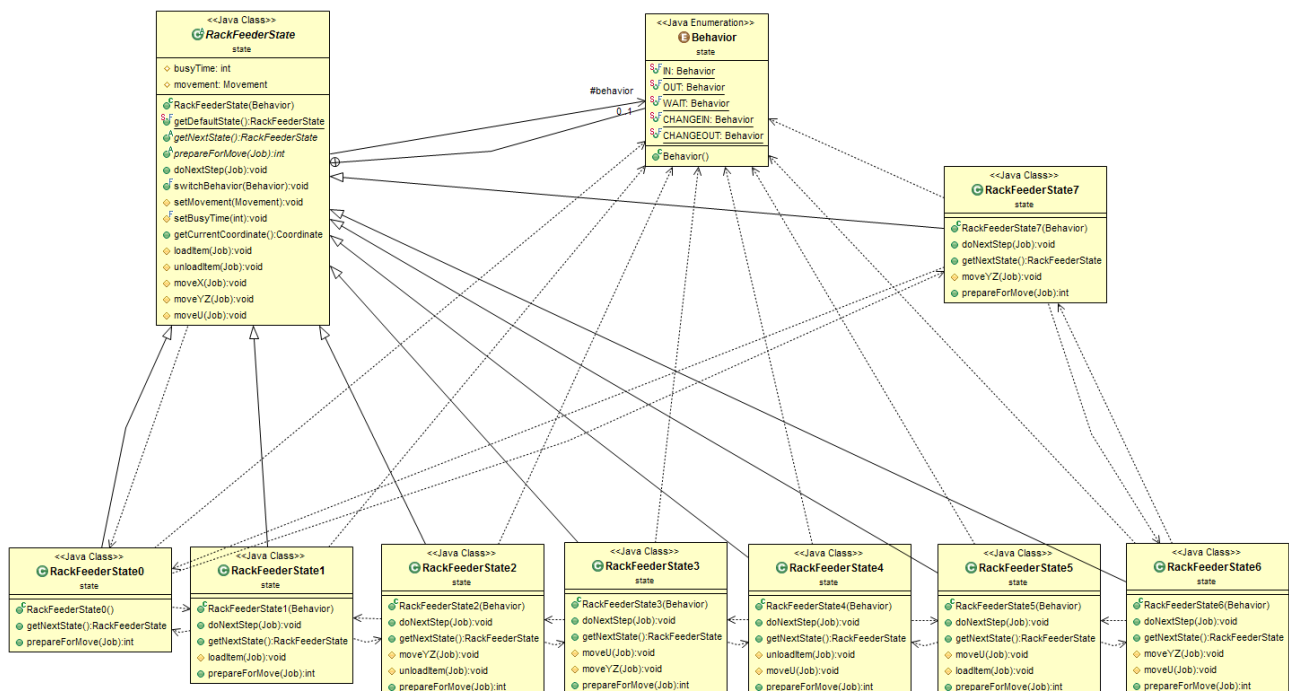 <<Java Class>>
RackFeederState
state
busyTime: int
movement: Movement
RackFeederState(Behavior)
getDefaultState():RackFeederState
getNextState():RackFeederState
prepareForMove(Job):int
doNextStep(Job):void
switchBehavior(Behavior):void
setMovement(Movement):void
setBusyTime(int):void
getCurrentCoordinate():Coordinate
loadItem(Job):void
unloadItem(Job):void
moveX(Job):void
moveYZ(Job):void
moveU(Job):void
#behavior
0..1
<<Java Enumeration>>
Behavior
state
IN: Behavior
OUT: Behavior
WAIT: Behavior
CHANGEIN: Behavior
CHANGEOUT: Behavior
Behavior()
<<Java Class>>
RackFeederState7
state
RackFeederState7(Behavior)
doNextStep(Job):void
getNextState():RackFeederState
moveYZ(Job):void
prepareForMove(Job):int
<<Java Class>>
RackFeederState0
state
RackFeederState0()
getNextState():RackFeederState
prepareForMove(Job):int
<<Java Class>>
RackFeederState1
state
RackFeederState1(Behavior)
doNextStep(Job):void
getNextState():RackFeederState
loadItem(Job):void
prepareForMove(Job):int
<<Java Class>>
RackFeederState2
state
RackFeederState2(Behavior)
doNextStep(Job):void
getNextState():RackFeederState
moveYZ(Job):void
unloadItem(Job):void
prepareForMove(Job):int
<<Java Class>>
RackFeederState3
state
RackFeederState3(Behavior)
doNextStep(Job):void
getNextState():RackFeederState
moveU(Job):void
moveYZ(Job):void
prepareForMove(Job):int
<<Java Class>>
RackFeederState4
state
RackFeederState4(Behavior)
doNextStep(Job):void
getNextState():RackFeederState
unloadItem(Job):void
moveU(Job):void
prepareForMove(Job):int
<<Java Class>>
RackFeederState5
state
RackFeederState5(Behavior)
doNextStep(Job):void
getNextState():RackFeederState
moveU(Job):void
loadItem(Job):void
prepareForMove(Job):int
<<Java Class>>
RackFeederState6
state
RackFeederState6(Behavior)
doNextStep(Job):void
getNextState():RackFeederState
moveYZ(Job):void
moveU(Job):void
prepareForMove(Job):int